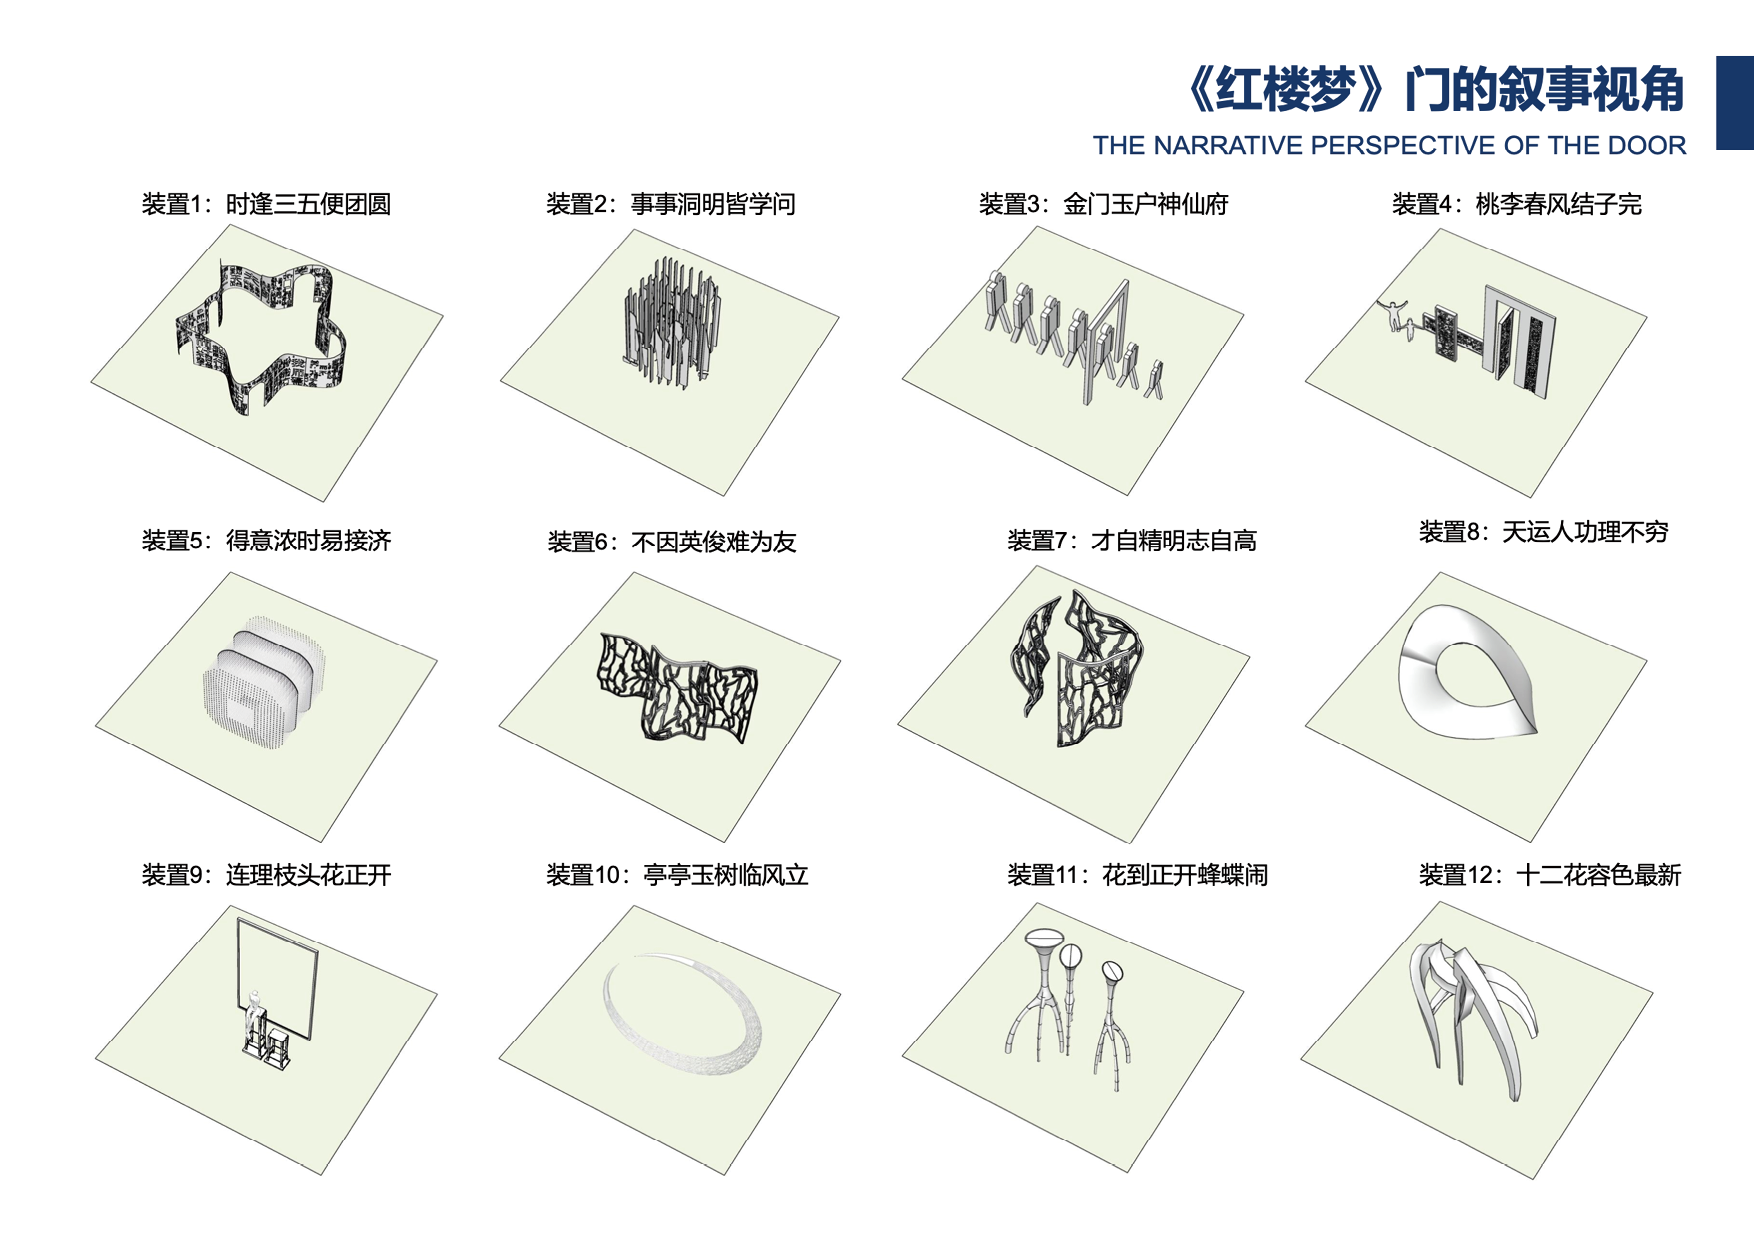 《红楼梦》门的叙事视角
THE NARRATIVE PERSPECTIVE OF THE DOOR
装置1：时逢三五便团圆
装置2：事事洞明皆学问
装置3：金门玉户神仙府
装置4：桃李春风结子完
装置5：得意浓时易接济
装置6：不因英俊难为友
装置7：才自精明志自高
装置8：天运人功理不穷
装置9：连理枝头花正开
装置10：亭亭玉树临风立
装置11：花到正开蜂蝶闹
装置12：十二花容色最新